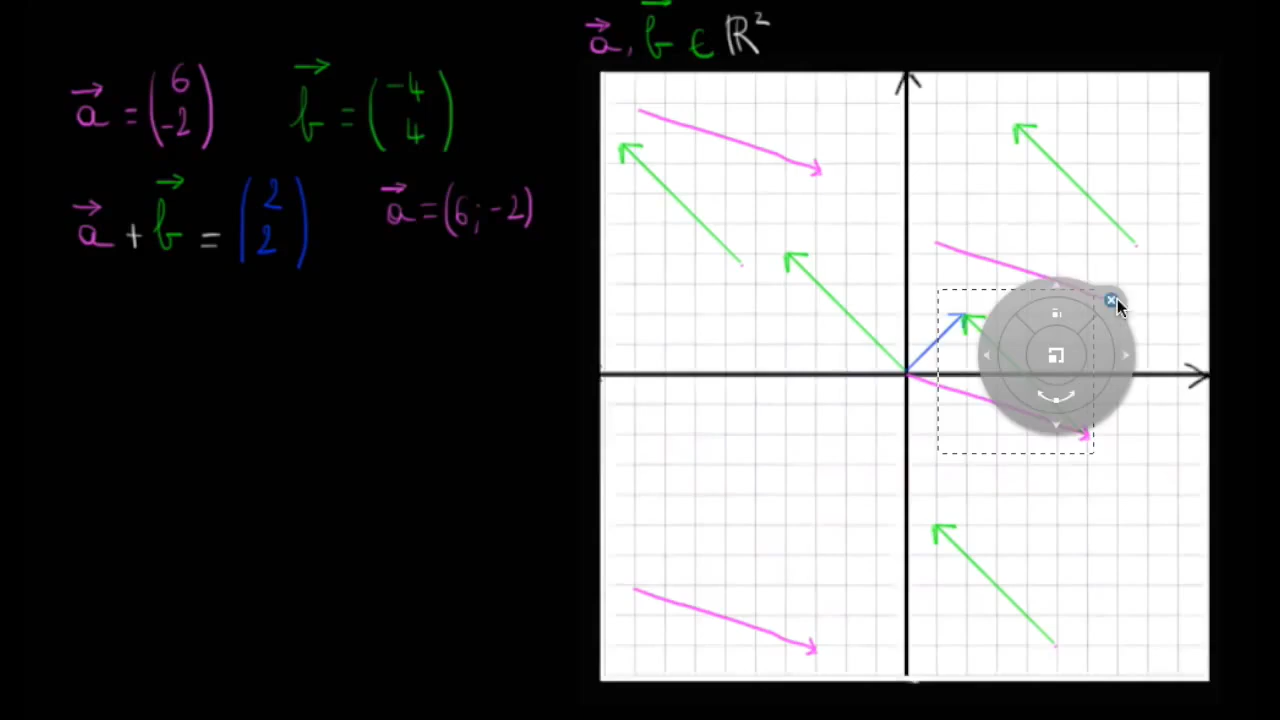 a⃗, b⃗ ∈ ℝ²
a⃗ = (6 -2) b⃗ = (-4 4)
a⃗ + b⃗ = (2 2) a⃗ = (6; -2)